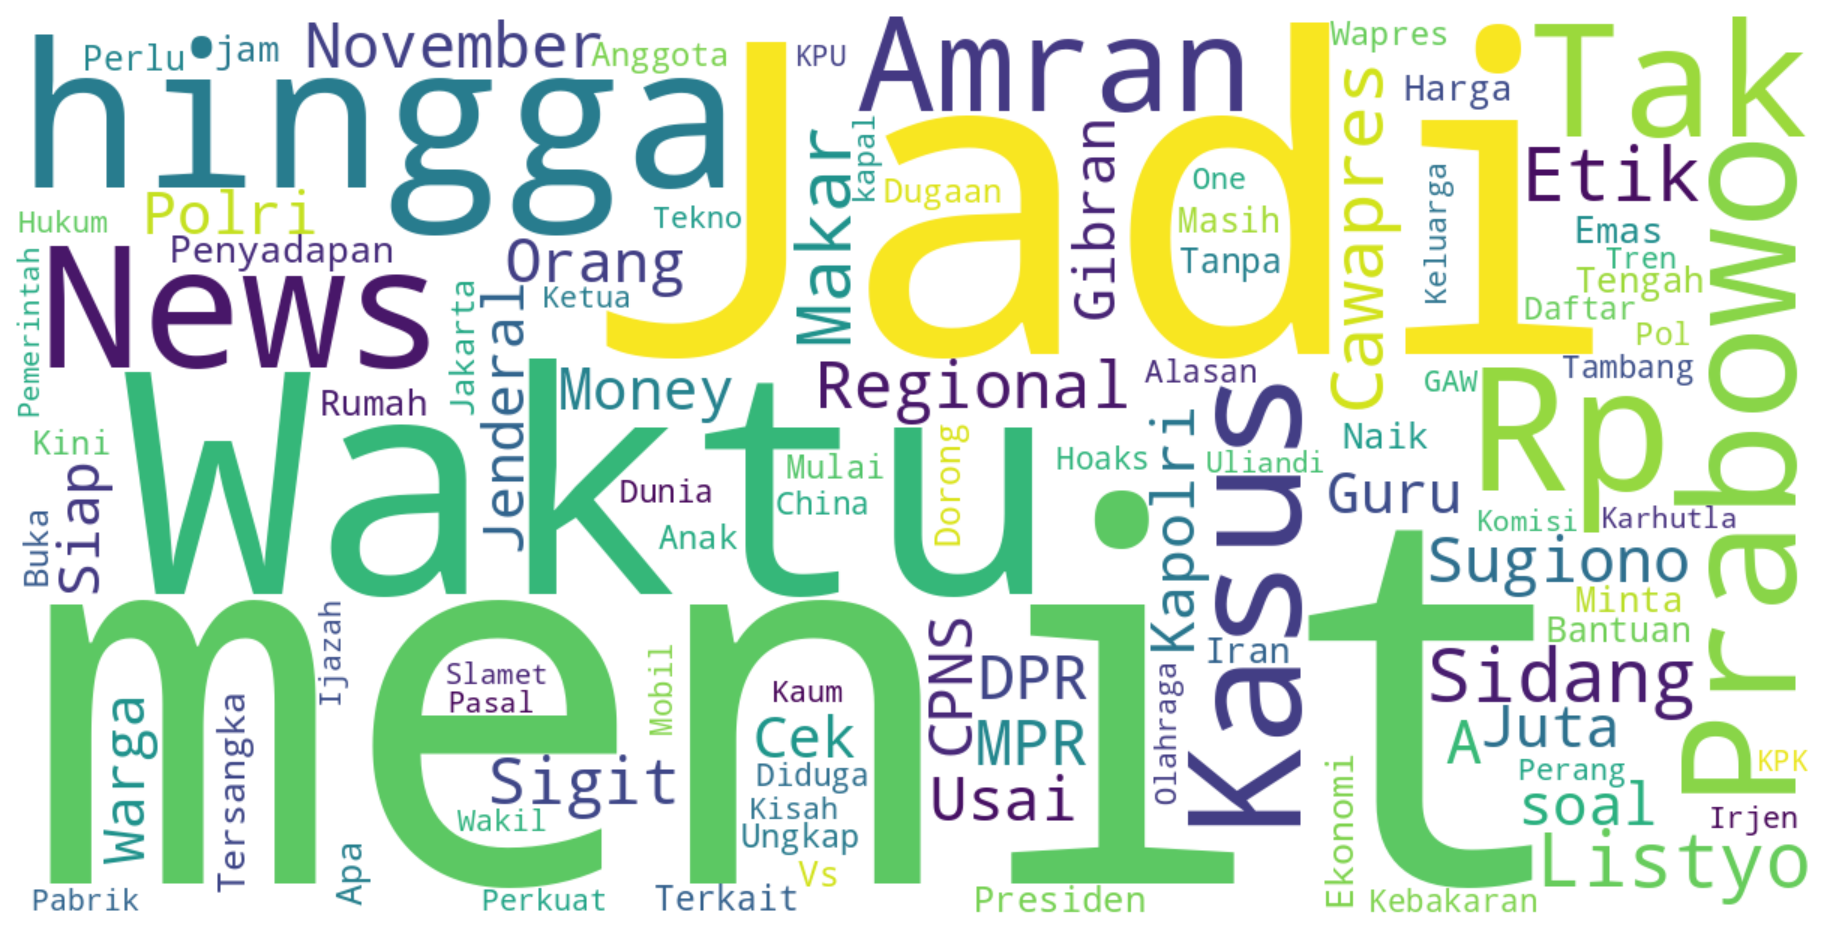 hingga
Perlu
jam
November
Anggota
KPU
Amran
Wapres
Harga
Tak
Jadi
Makar
kapal
Dugaan
Gibran
One
Masih
Tanpa
Cawapres
Keluarga
Etik
Emas
Tren
Tengah
Daftar
Pol
Tambang
Prabowo
Hukum
Polri
Penyadapan
Tekno
Orang
Ketua
News
Pemerintah
Jakarta
Jenderal
Rumah
Money
Regional
Alasan
GAW
Rp
Kini
Siap
Buka
Waktu
Dunia
Mulai
China
Anak
Dorong
Hoaks
Kapolri
Uliandi
Kasus
Naik
Guru
Komisi
Karhutla
Sugiono
Minta
Bantuan
menit
Ijazah
Slamet
Pasal
Mobil
Kaum
Cek
CPNS
DPR
MPR
Iran
Olahraga
Sidang
A
Juta
Perang
KPK
Warga
Tersangka
Sigit
Wakil
Diduga
Kisah
Ungkap
Usai
Ekonomi
soal
Irjen
Listyo
Pabrik
Apa
Perkuat
Terkait
Vs
Presiden
Kebakaran